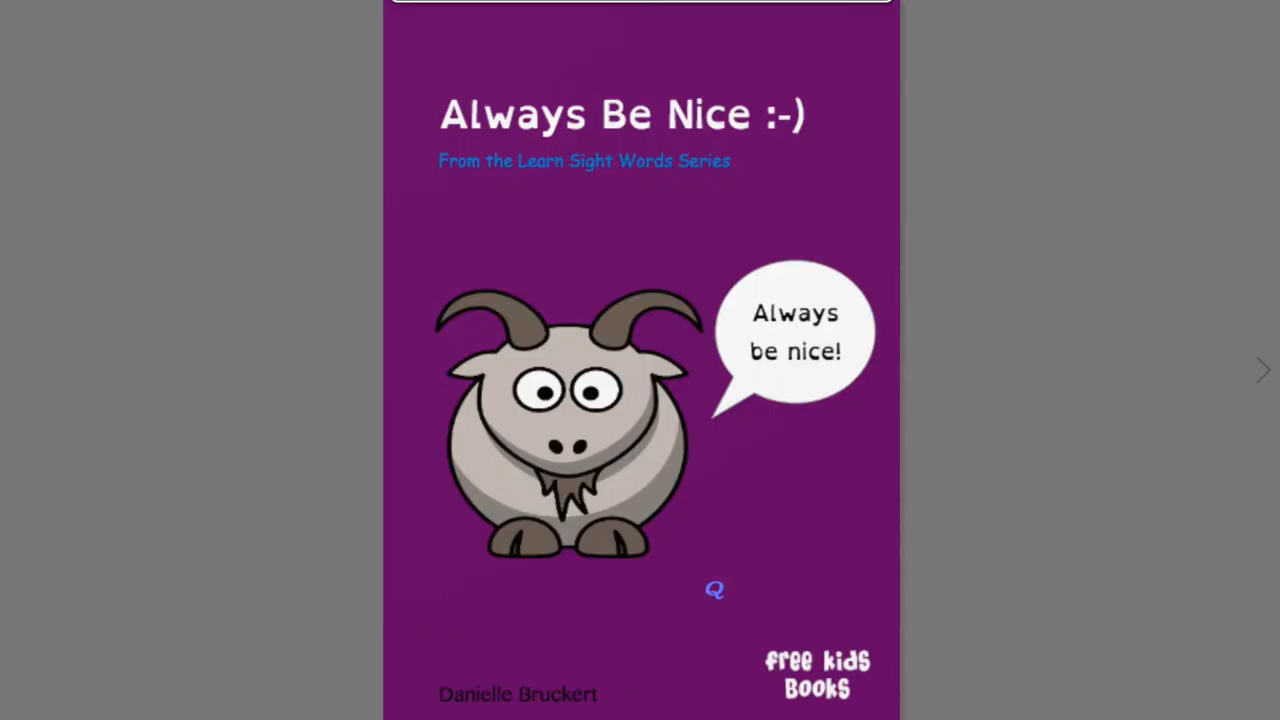 Always Be Nice :-)
From the Learn Sight Words Series
Always
be nice!
Q
free kids
Books
Danielle Bruckert